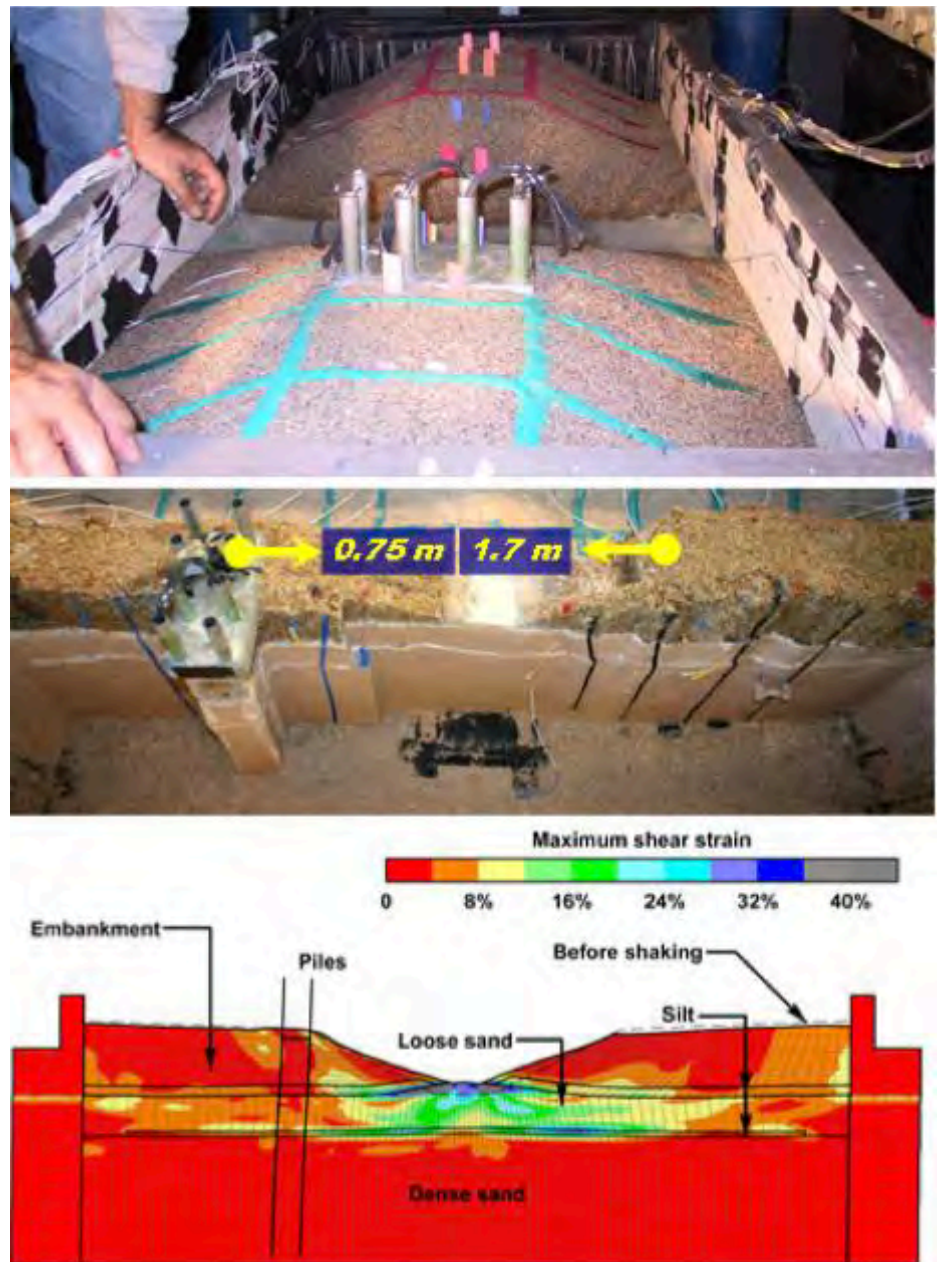 0.75 m 1.7 m
Maximum shear strain
0 8% 16% 24% 32% 40%
Embankment
Piles
Before shaking
Silt
Loose sand
Dense sand